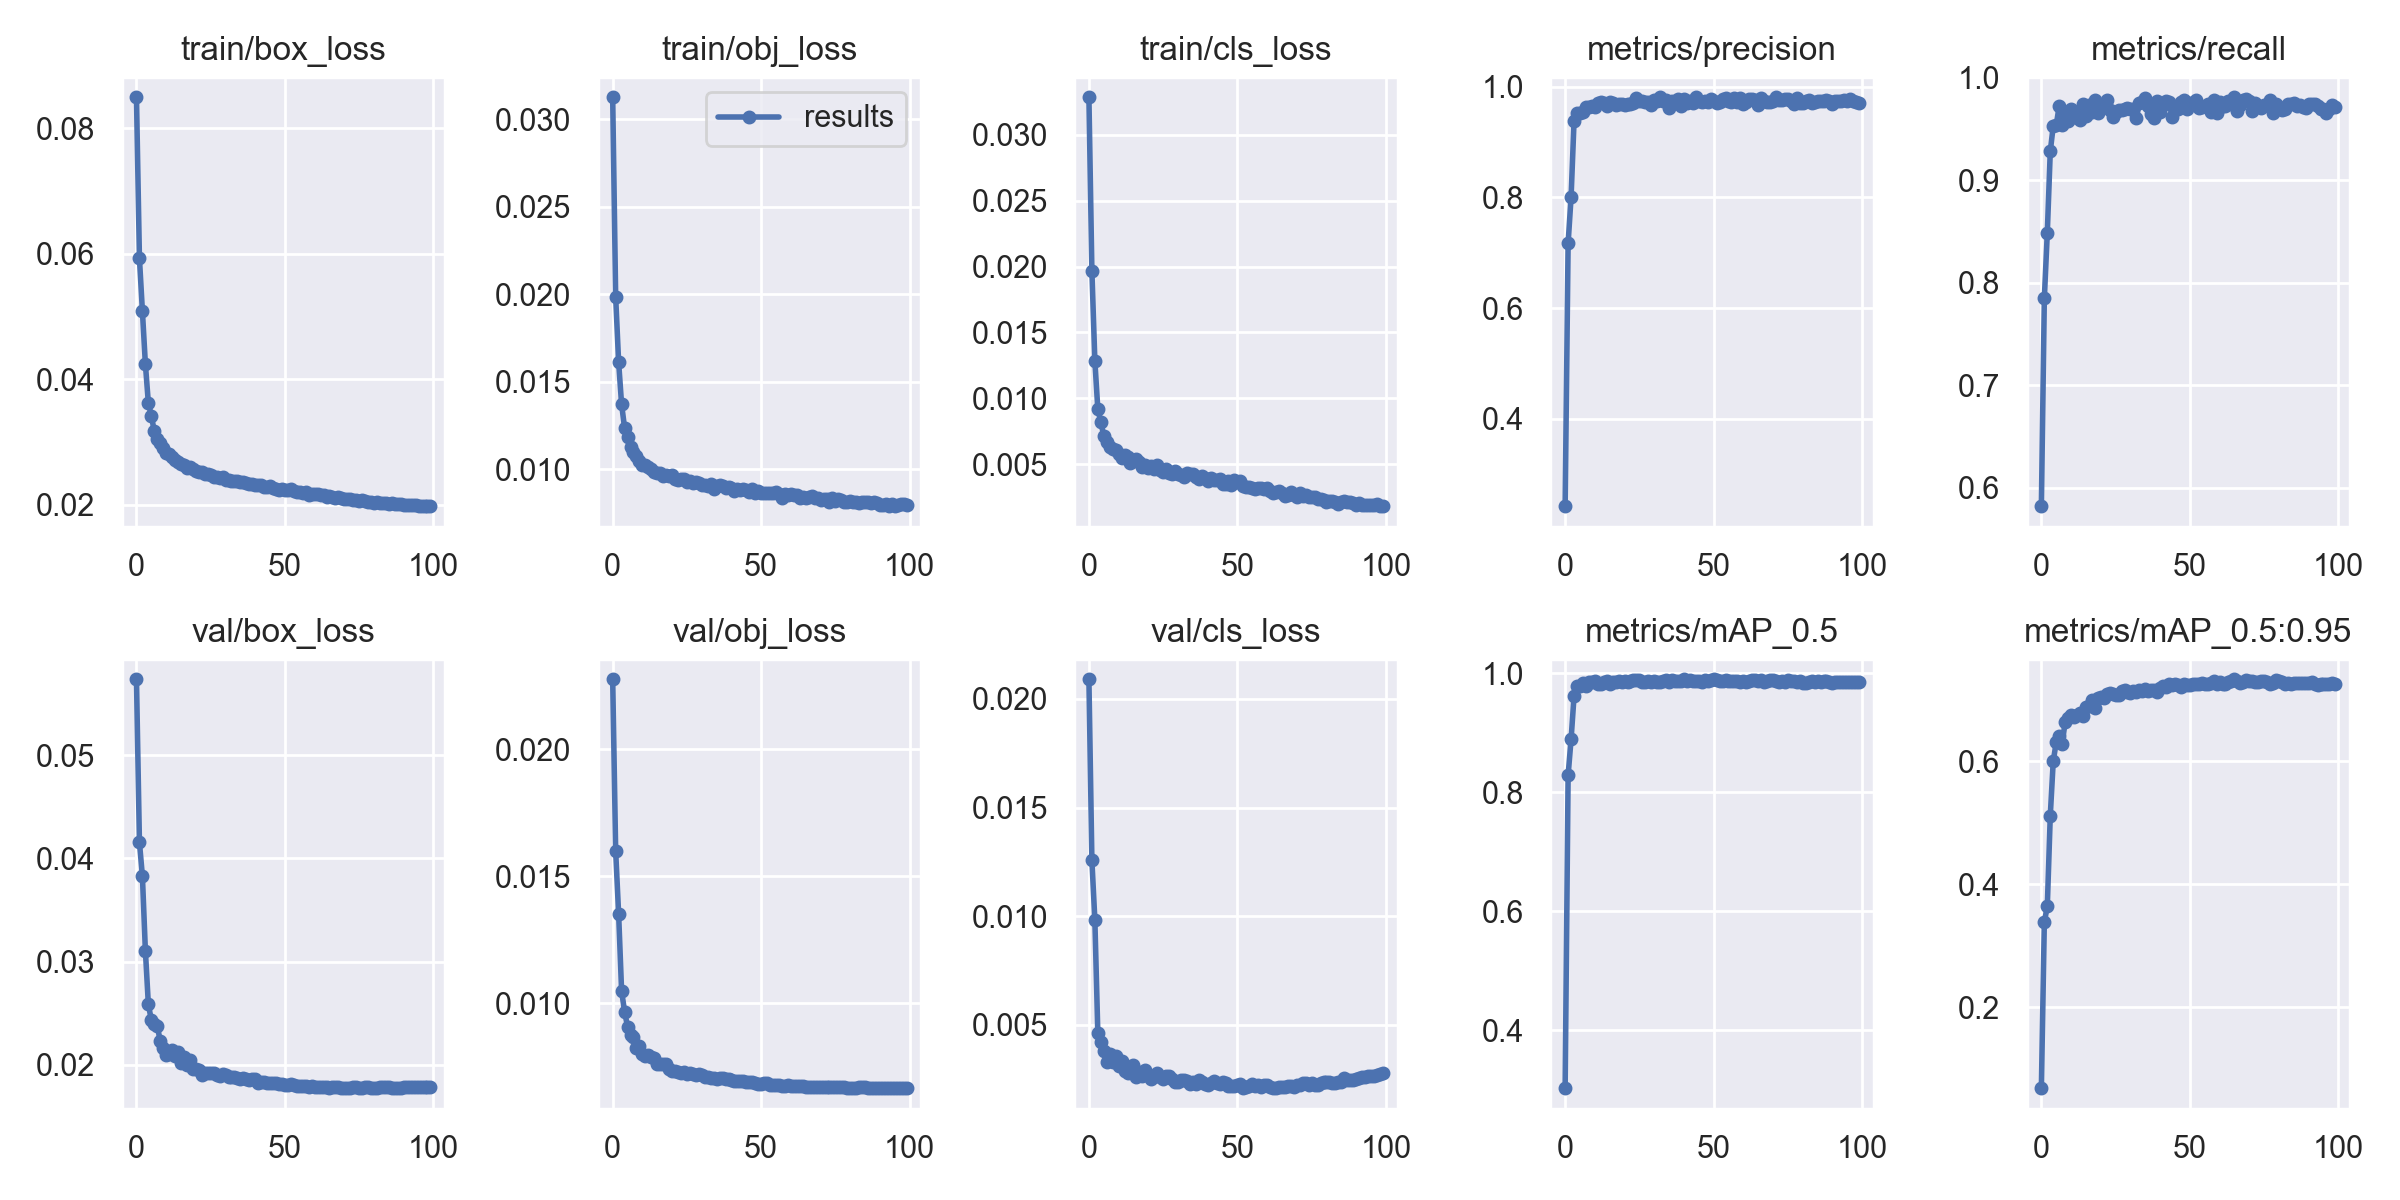 train/box_loss
0.08
0.06
0.04
0.02
0 50 100
train/obj_loss
results
0.030
0.025
0.020
0.015
0.010
0 50 100
train/cls_loss
0.030
0.025
0.020
0.015
0.010
0.005
0 50 100
metrics/precision
1.0
0.8
0.6
0.4
0 50 100
metrics/recall
1.0
0.9
0.8
0.7
0.6
0 50 100
val/box_loss
0.05
0.04
0.03
0.02
0 50 100
val/obj_loss
0.020
0.015
0.010
0 50 100
val/cls_loss
0.020
0.015
0.010
0.005
0 50 100
metrics/mAP_0.5
1.0
0.8
0.6
0.4
0 50 100
metrics/mAP_0.5:0.95
0.6
0.4
0.2
0 50 100